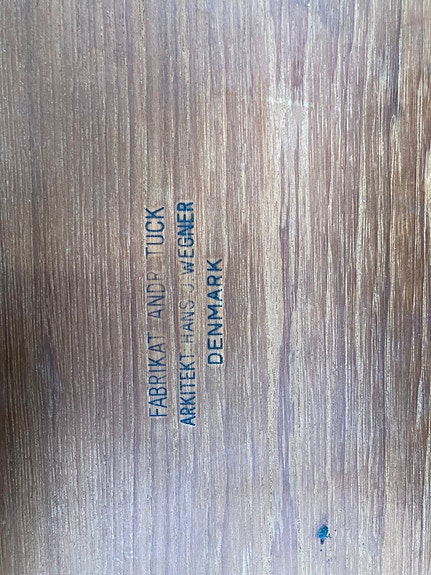 FABRIKAT ANDR TUCK
ARKITEKT HANS J. WEGNER
DENMARK